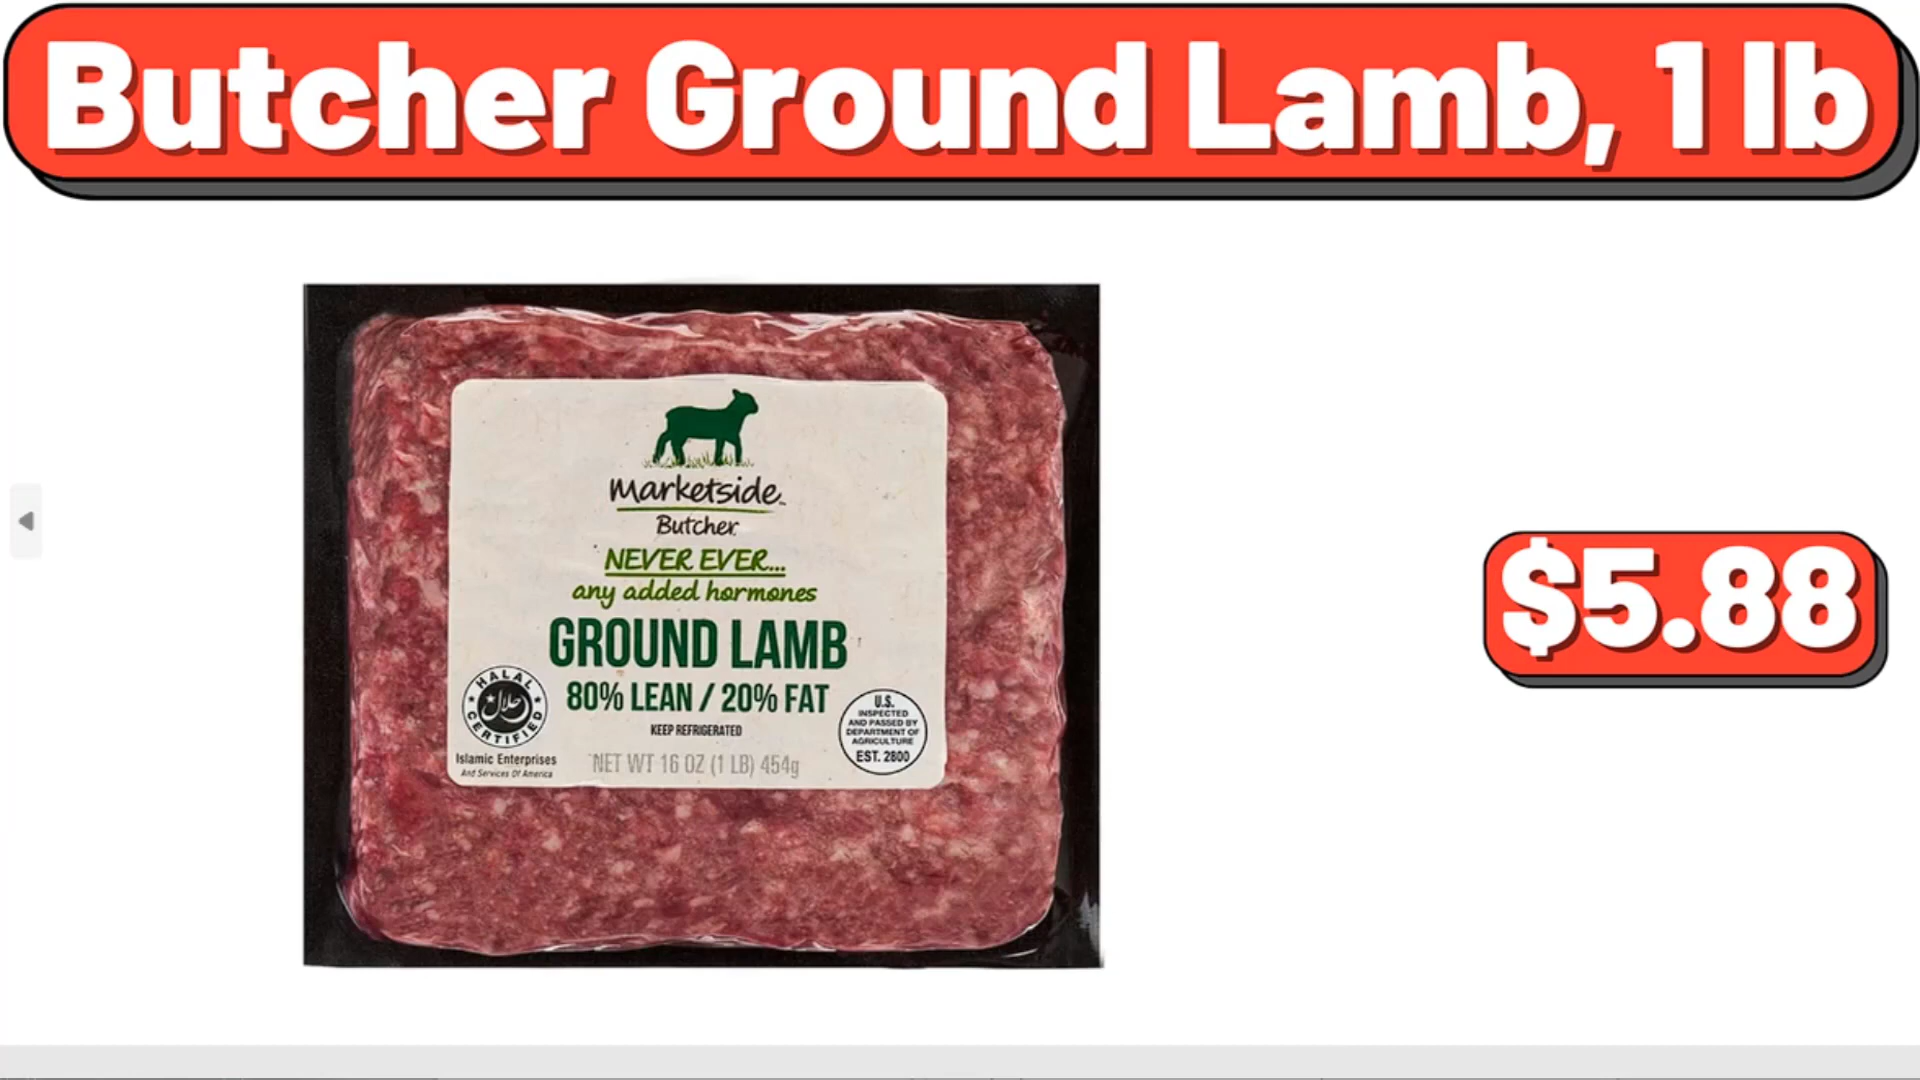 Butcher Ground Lamb, 1 lb
Marketside
Butcher
NEVER EVER...
any added hormones
GROUND LAMB
80% LEAN / 20% FAT
KEEP REFRIGERATED
NET WT 16 OZ (1 LB) 454g
HALAL
حلال
CERTIFIED
Islamic Enterprises
And Services Of America
U.S.
INSPECTED
AND PASSED BY
DEPARTMENT OF
AGRICULTURE
EST. 2800
$5.88